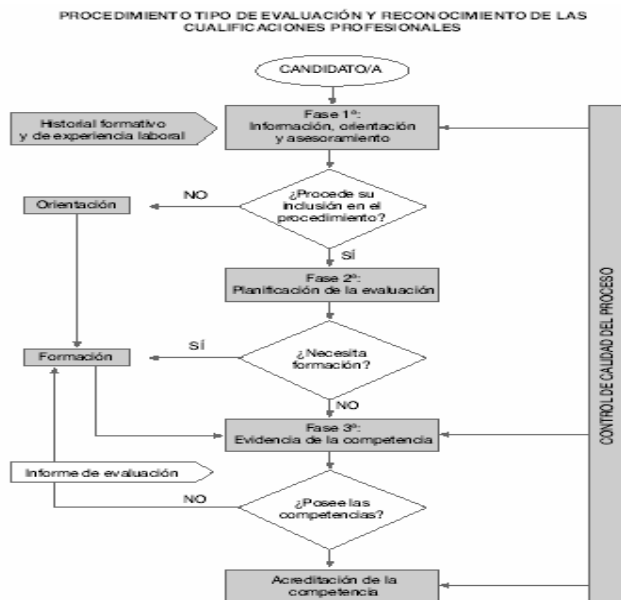 PROCEDIMIENTO TIPO DE EVALUACIÓN Y RECONOCIMIENTO DE LAS
CUALIFICACIONES PROFESIONALES
CANDIDATO/A
Historial formativo
y de experiencia laboral
Fase 1ª:
Información, orientación
y asesoramiento
NO
¿Procede su
inclusión en el
procedimiento?
Orientación
SÍ
Fase 2ª:
Planificación de la evaluación
SÍ
¿Necesita
formación?
Formación
NO
Fase 3ª:
Evidencia de la competencia
Informe de evaluación
NO
¿Posee las
competencias?
Acreditación de la
competencia
CONTROL DE CALIDAD DEL PROCESO